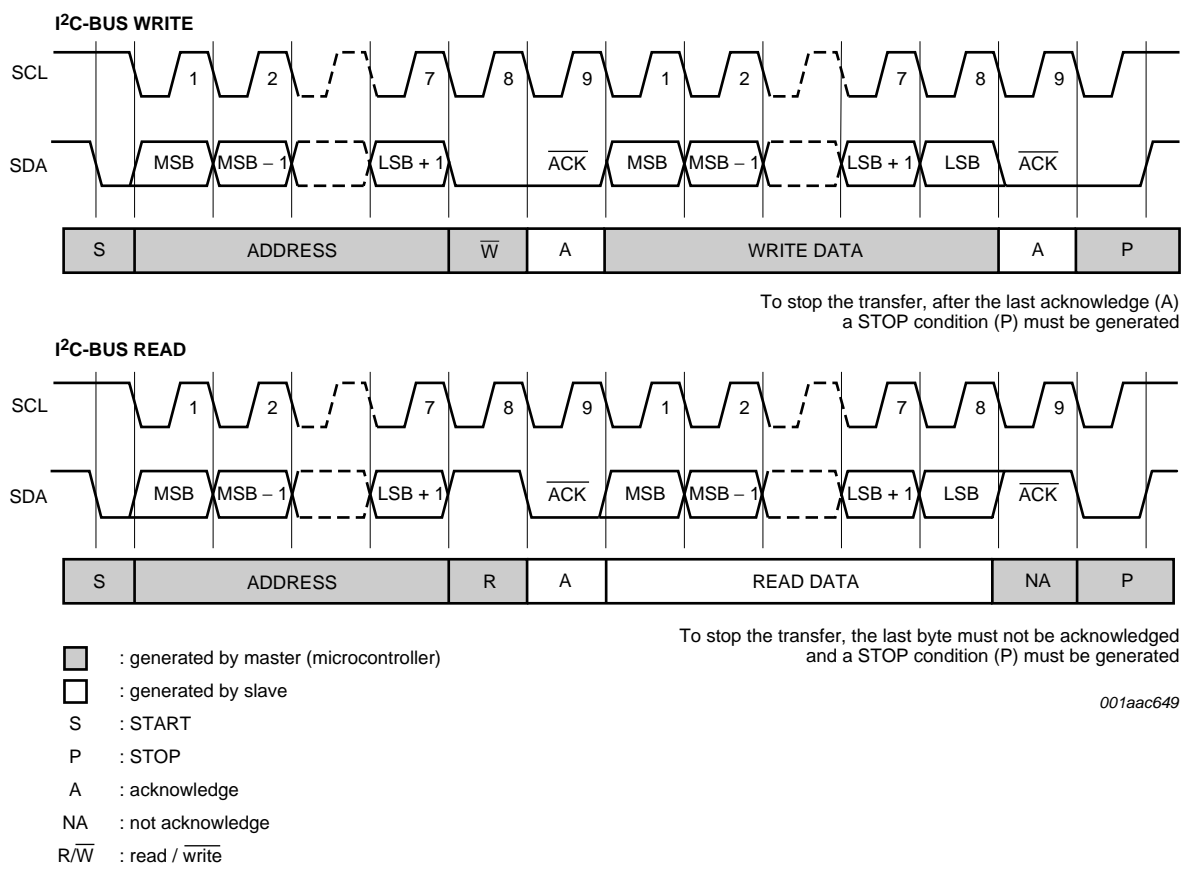 I²C-BUS WRITE
SCL 1 2 7 8 9 1 2 7 8 9
SDA MSB MSB − 1 LSB + 1 A̅C̅K̅ MSB MSB − 1 LSB + 1 LSB A̅C̅K̅
S ADDRESS W̅ A WRITE DATA A P
To stop the transfer, after the last acknowledge (A)
a STOP condition (P) must be generated
I²C-BUS READ
SCL 1 2 7 8 9 1 2 7 8 9
SDA MSB MSB − 1 LSB + 1 A̅C̅K̅ MSB MSB − 1 LSB + 1 LSB A̅C̅K̅
S ADDRESS R A READ DATA NA P
To stop the transfer, the last byte must not be acknowledged
and a STOP condition (P) must be generated
: generated by master (microcontroller)
: generated by slave
001aac649
S : START
P : STOP
A : acknowledge
NA : not acknowledge
R/W̅ : read / w̅r̅i̅t̅e̅